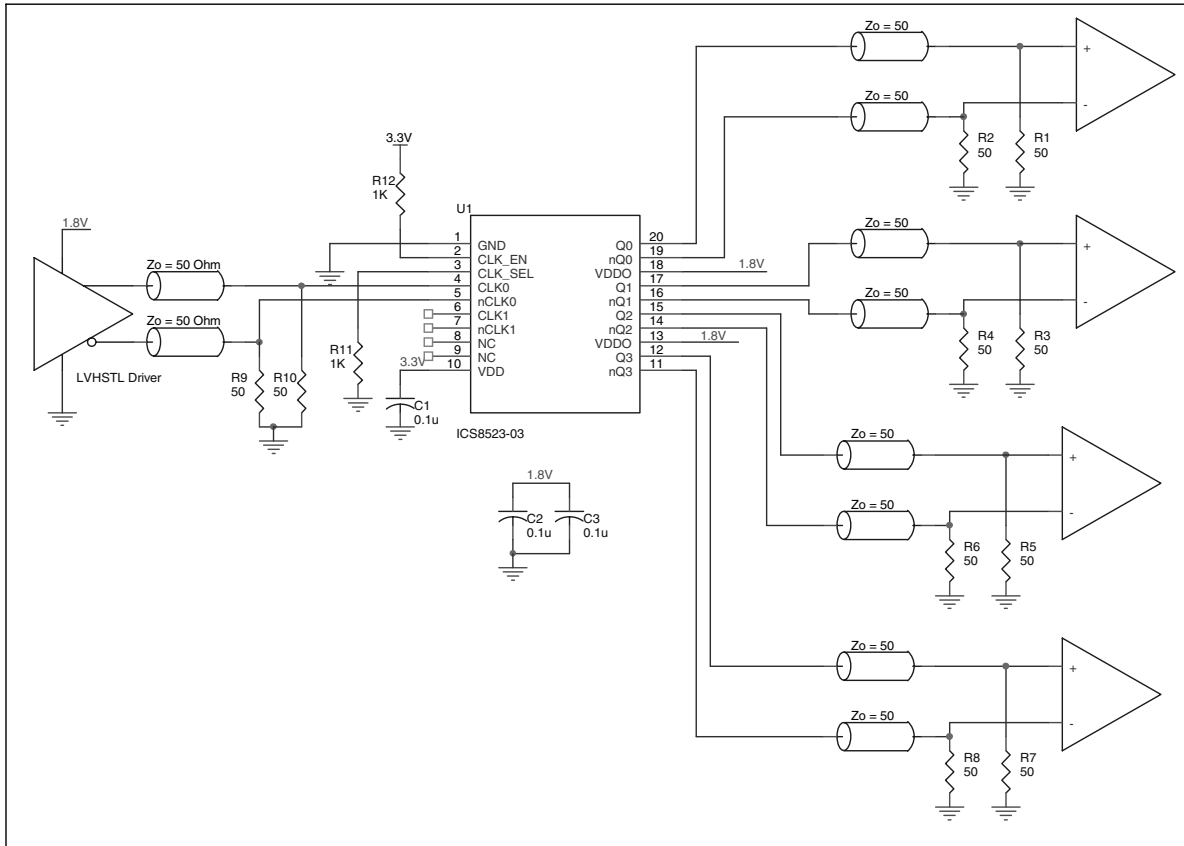 Zo = 50
+
Zo = 50
-
R2
50
R1
50
3.3V
R12
1K
U1
1.8V
Zo = 50 Ohm
Zo = 50 Ohm
LVHSTL Driver
R9
50
R10
50
R11
1K
3.3V
C1
0.1u
1
GND
2
CLK_EN
3
CLK_SEL
4
CLK0
5
nCLK0
6
CLK1
7
nCLK1
8
NC
9
NC
10
VDD
Q0
20
nQ0
19
VDDO
18
1.8V
Q1
17
nQ1
16
Q2
15
nQ2
14
VDDO
13
1.8V
Q3
12
nQ3
11
ICS8523-03
1.8V
C2
0.1u
C3
0.1u
Zo = 50
+
Zo = 50
-
R4
50
R3
50
Zo = 50
+
Zo = 50
-
R6
50
R5
50
Zo = 50
+
Zo = 50
-
R8
50
R7
50